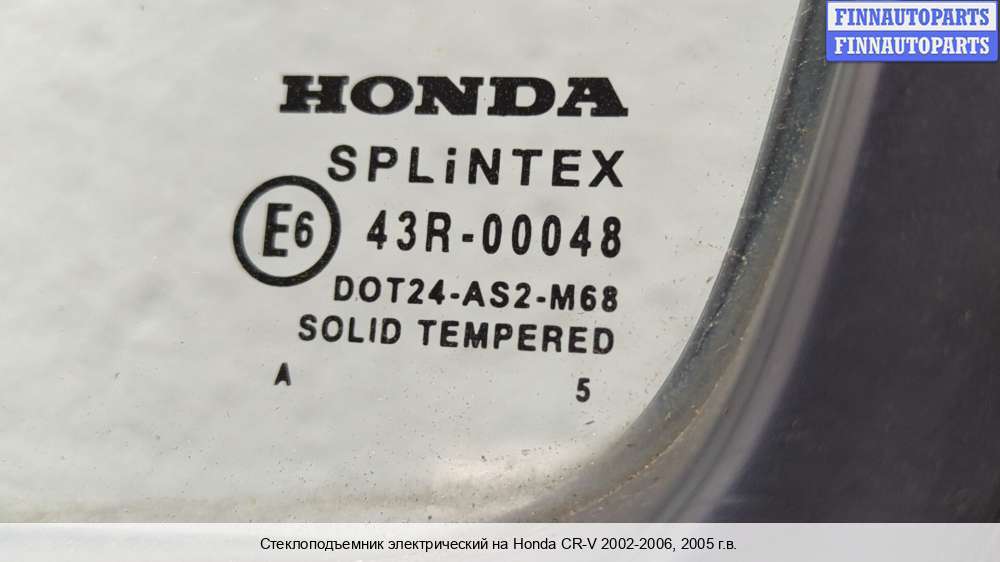 FINNAUTOPARTS
FINNAUTOPARTS
HONDA
SPLiNTEX
E6 43R-00048
DOT24-AS2-M68
SOLID TEMPERED
A 5
Стеклоподъемник электрический на Honda CR-V 2002-2006, 2005 г.в.